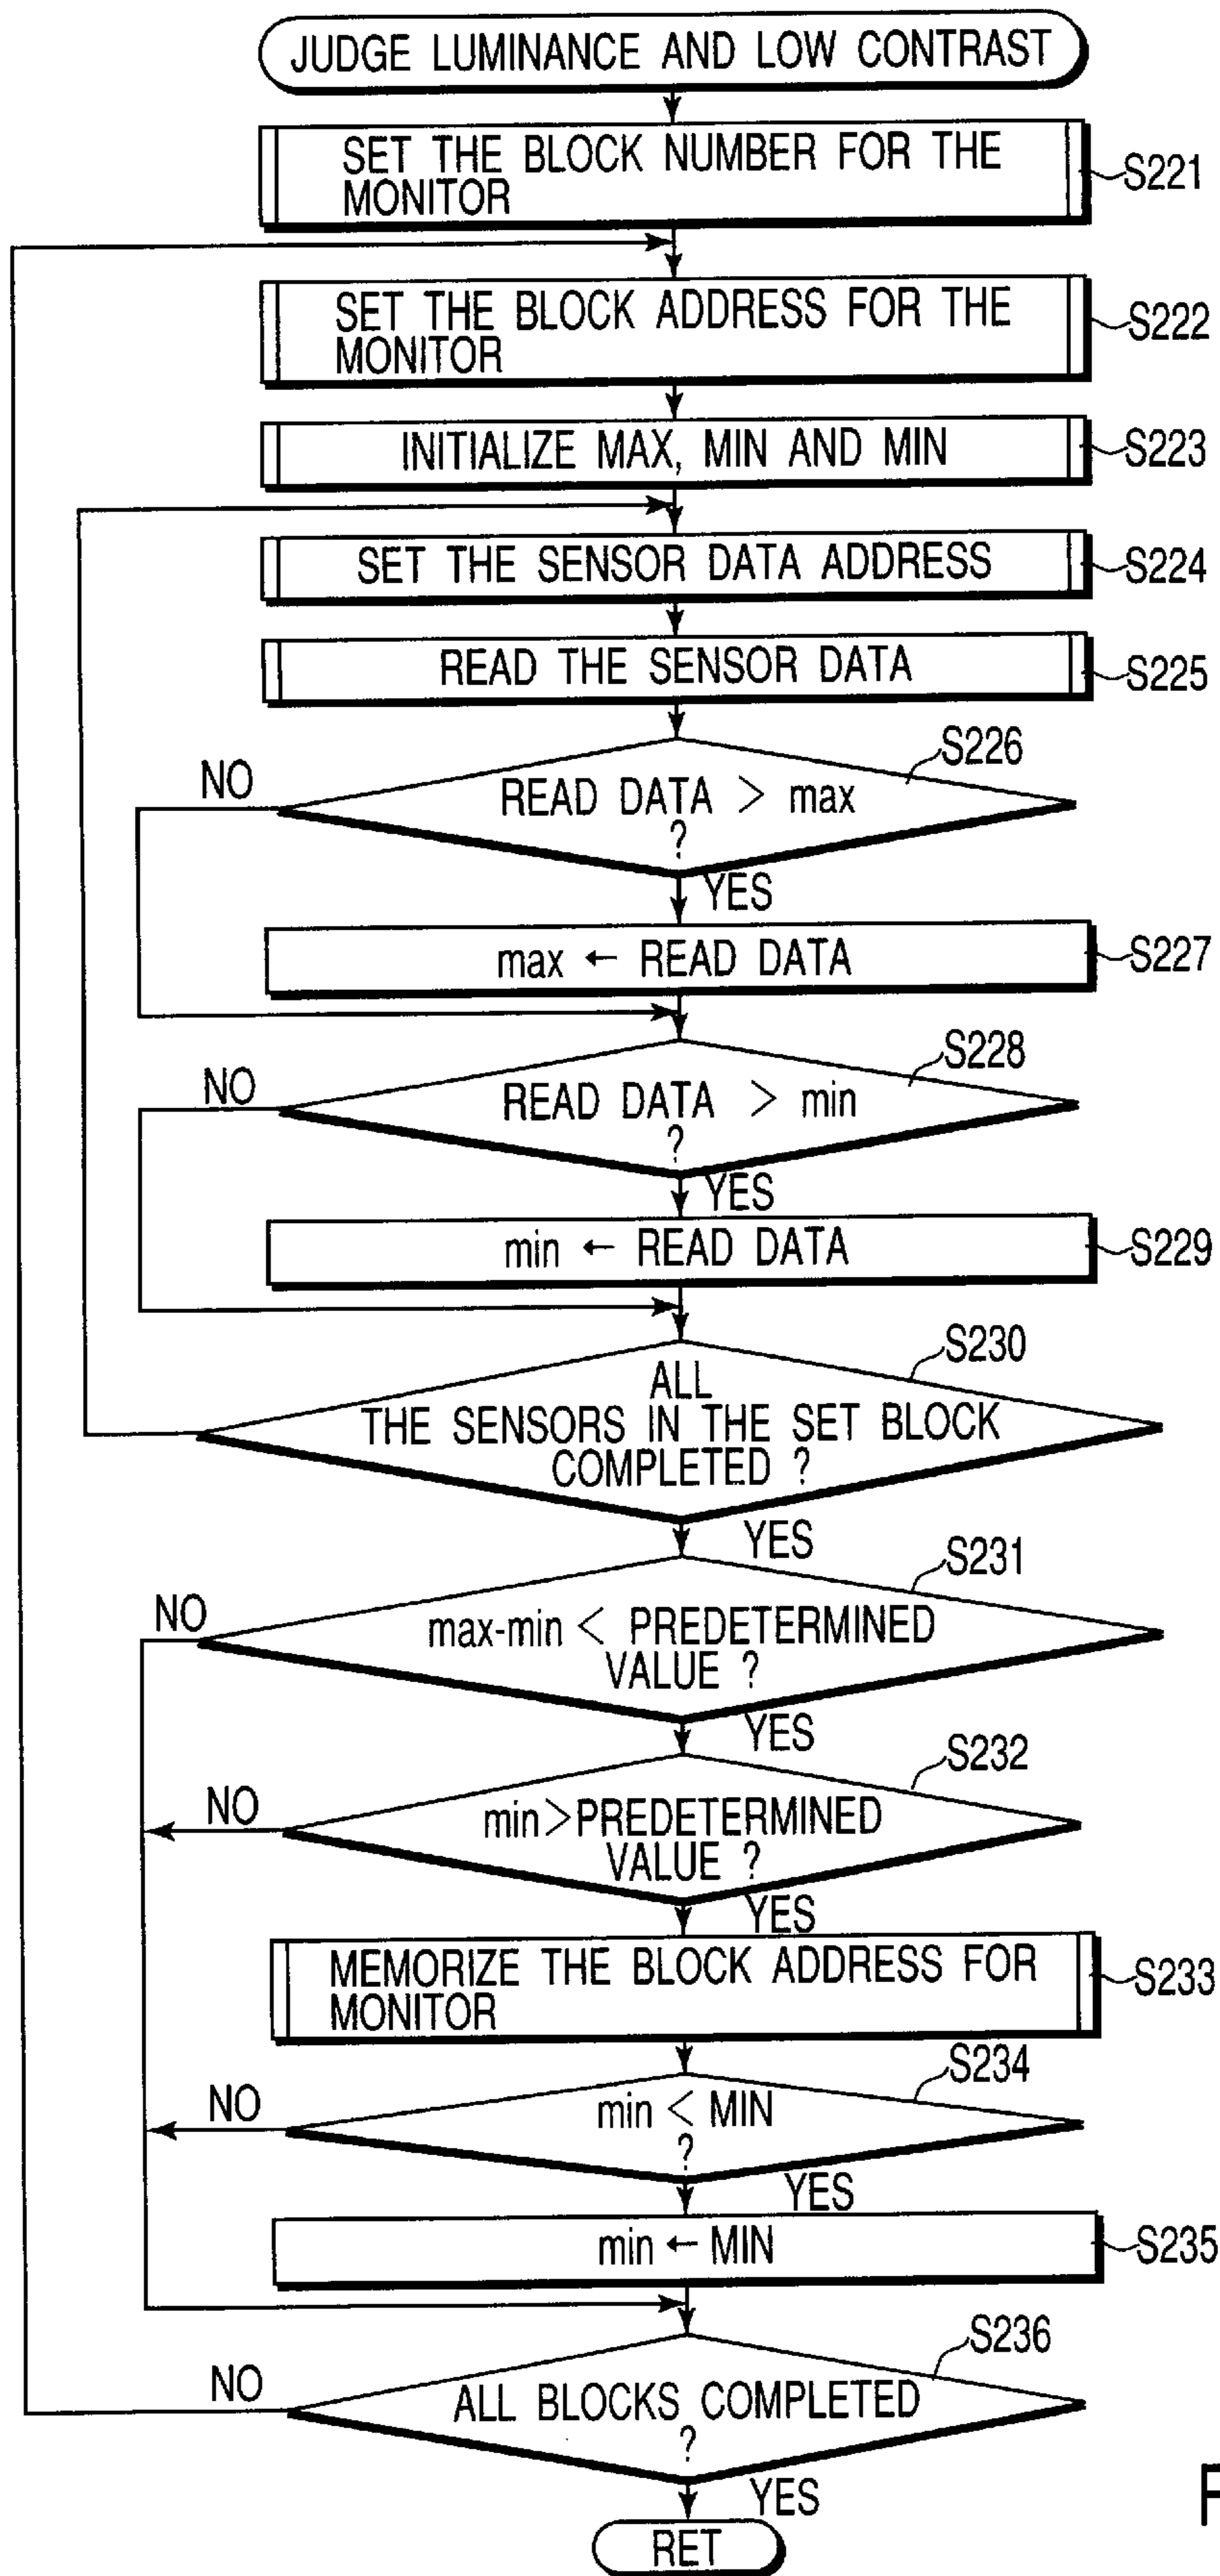 JUDGE LUMINANCE AND LOW CONTRAST
SET THE BLOCK NUMBER FOR THE
MONITOR
S221
SET THE BLOCK ADDRESS FOR THE
MONITOR
S222
INITIALIZE MAX, MIN AND MIN
S223
SET THE SENSOR DATA ADDRESS
S224
READ THE SENSOR DATA
S225
S226
NO
READ DATA > max
?
YES
max ← READ DATA
S227
S228
NO
READ DATA > min
?
YES
min ← READ DATA
S229
S230
ALL
THE SENSORS IN THE SET BLOCK
COMPLETED ?
YES
S231
NO
max-min < PREDETERMINED
VALUE ?
YES
S232
NO
min>PREDETERMINED
VALUE ?
YES
MEMORIZE THE BLOCK ADDRESS FOR
MONITOR
S233
S234
NO
min < MIN
?
YES
min ← MIN
S235
S236
NO
ALL BLOCKS COMPLETED
?
YES
RET